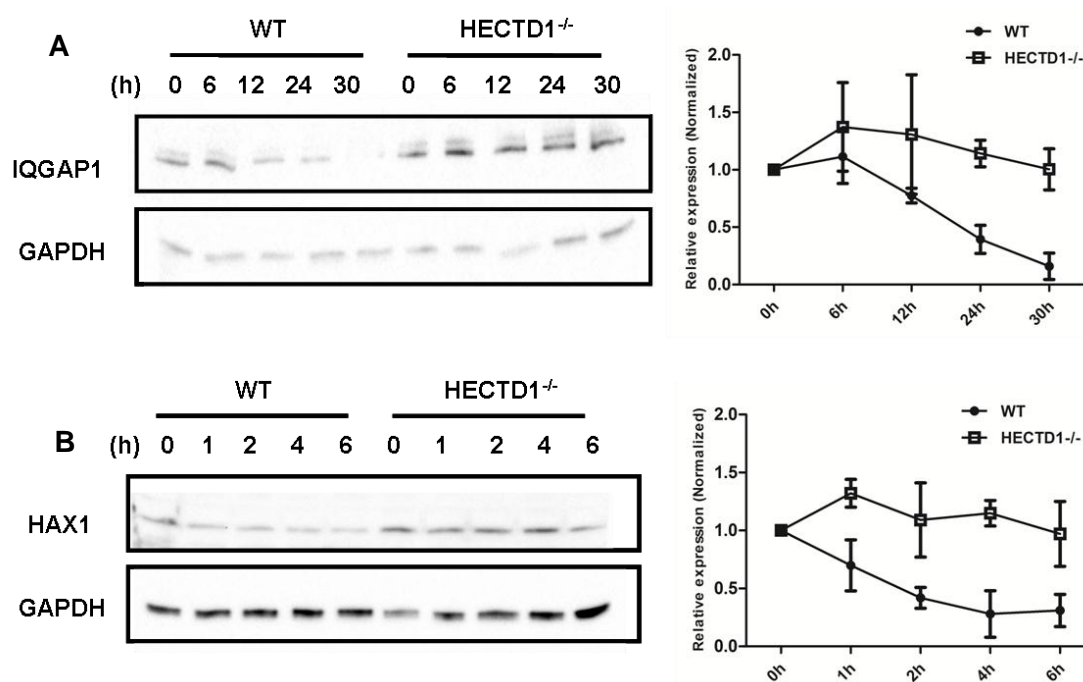 A
WT HECTD1-/-
(h) 0 6 12 24 30 0 6 12 24 30
IQGAP1
GAPDH
WT
HECTD1-/-
Relative expression (Normalized)
2.0
1.5
1.0
0.5
0.0
0h 6h 12h 24h 30h
B
WT HECTD1-/-
(h) 0 1 2 4 6 0 1 2 4 6
HAX1
GAPDH
WT
HECTD1-/-
Relative expression (Normalized)
2.0
1.5
1.0
0.5
0.0
0h 1h 2h 4h 6h